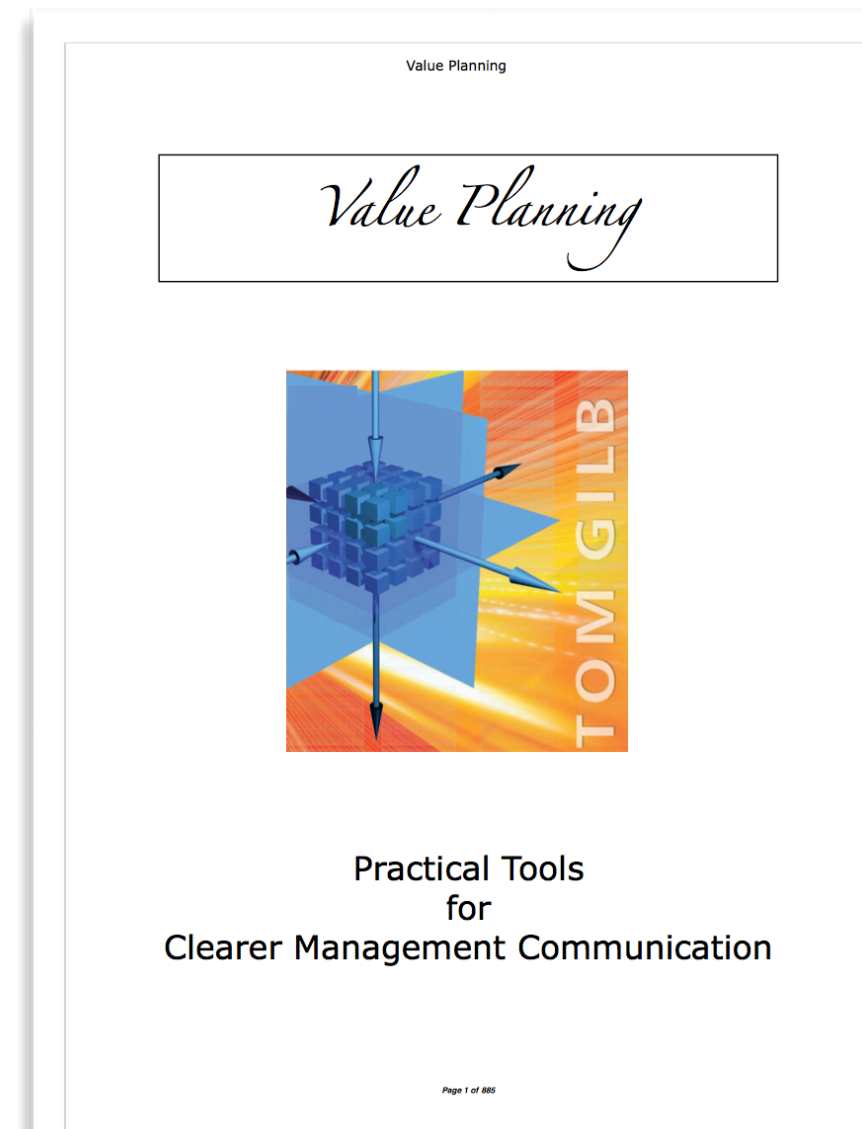 Value Planning
Value Planning
TOM GILB
Practical Tools
for
Clearer Management Communication
Page 1 of 885